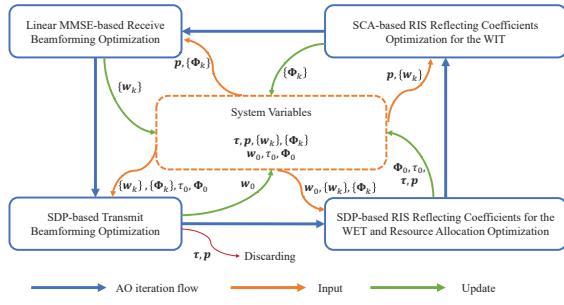 Linear MMSE-based Receive
Beamforming Optimization
SCA-based RIS Reflecting Coefficients
Optimization for the WIT
p,{Φₖ}
{wₖ}
{Φₖ}
p,{wₖ}
System Variables
τ,p,{wₖ},{Φₖ}
w₀,τ₀,Φ₀
{wₖ},{Φₖ},τ₀,Φ₀
w₀
w₀,{wₖ},{Φₖ}
Φ₀,τ₀,
τ,p
SDP-based Transmit
Beamforming Optimization
SDP-based RIS Reflecting Coefficients for the
WET and Resource Allocation Optimization
τ,p
Discarding
AO iteration flow
Input
Update